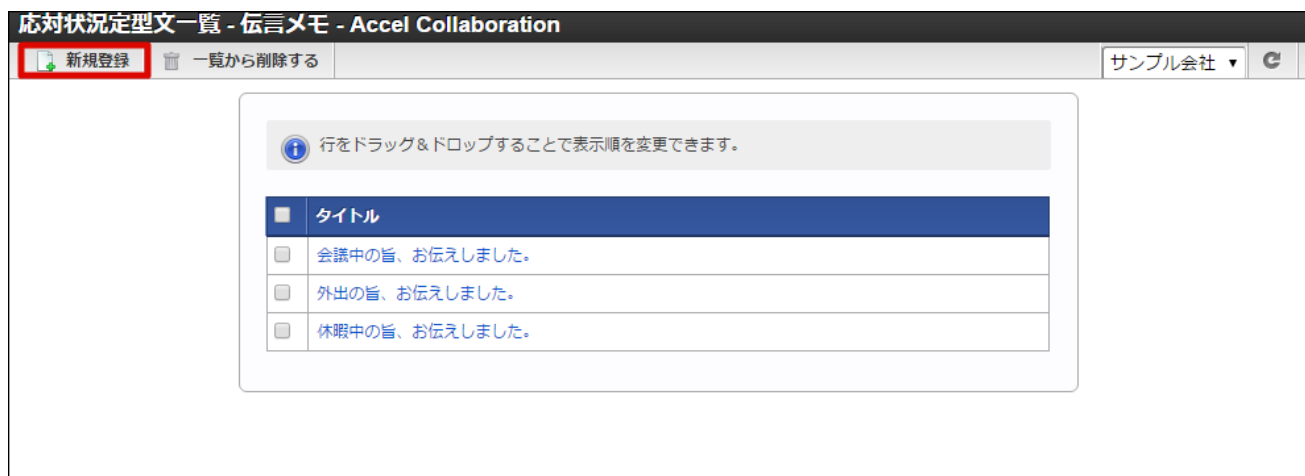 応対状況定型文一覧 - 伝言メモ - Accel Collaboration
新規登録 一覧から削除する サンプル会社
行をドラッグ&ドロップすることで表示順を変更できます。
タイトル
会議中の旨、お伝えしました。
外出の旨、お伝えしました。
休暇中の旨、お伝えしました。